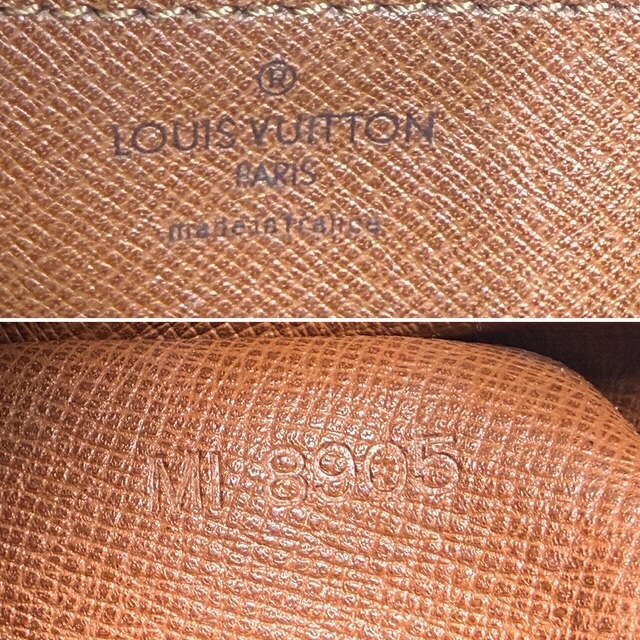 ®
LOUIS VUITTON
PARIS
made in france
MI 8905